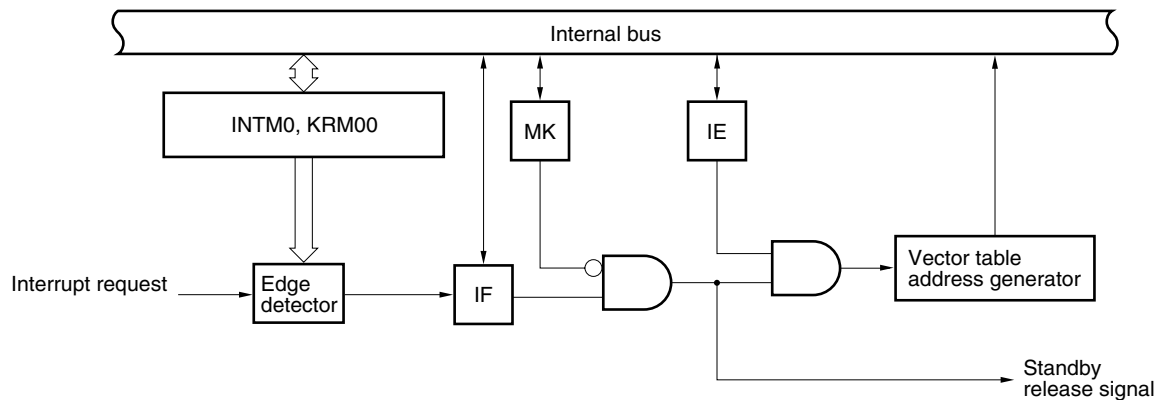 Internal bus
INTM0, KRM00
MK
IE
Interrupt request
Edge
detector
IF
Vector table
address generator
Standby
release signal